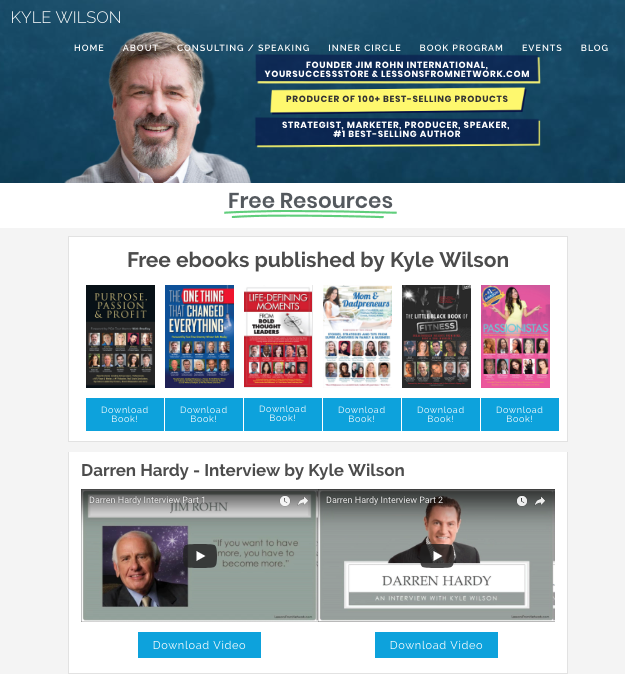 KYLE WILSON
HOME ABOUT CONSULTING / SPEAKING INNER CIRCLE BOOK PROGRAM EVENTS BLOG
FOUNDER JIM ROHN INTERNATIONAL,
YOURSUCCESSSTORE & LESSONSFROMNETWORK.COM
PRODUCER OF 100+ BEST-SELLING PRODUCTS
STRATEGIST, MARKETER, PRODUCER, SPEAKER,
#1 BEST-SELLING AUTHOR
Free Resources
Free ebooks published by Kyle Wilson
PURPOSE,
PASSION
& PROFIT
THE ONE THING
THAT CHANGED
EVERYTHING
LIFE-DEFINING
MOMENTS
FROM
BOLD
THOUGHT
LEADERS
Mom &
Dadpreneurs
THE LITTLE BLACK BOOK OF
FITNESS
PASSIONISTAS
Download
Book!
Download
Book!
Download
Book!
Download
Book!
Download
Book!
Download
Book!
Darren Hardy - Interview by Kyle Wilson
Darren Hardy Interview Part 1
JIM ROHN
"If you want to have
more, you have to
become more."
Darren Hardy Interview Part 2
DARREN HARDY
AN INTERVIEW WITH KYLE WILSON
Download Video
Download Video